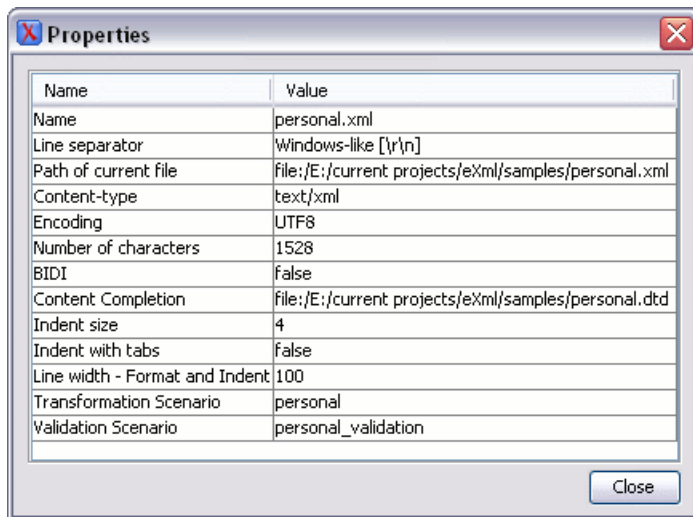 Properties
Name Value
Name personal.xml
Line separator Windows-like [\r\n]
Path of current file file:/E:/current projects/eXml/samples/personal.xml
Content-type text/xml
Encoding UTF8
Number of characters 1528
BIDI false
Content Completion file:/E:/current projects/eXml/samples/personal.dtd
Indent size 4
Indent with tabs false
Line width - Format and Indent 100
Transformation Scenario personal
Validation Scenario personal_validation
Close